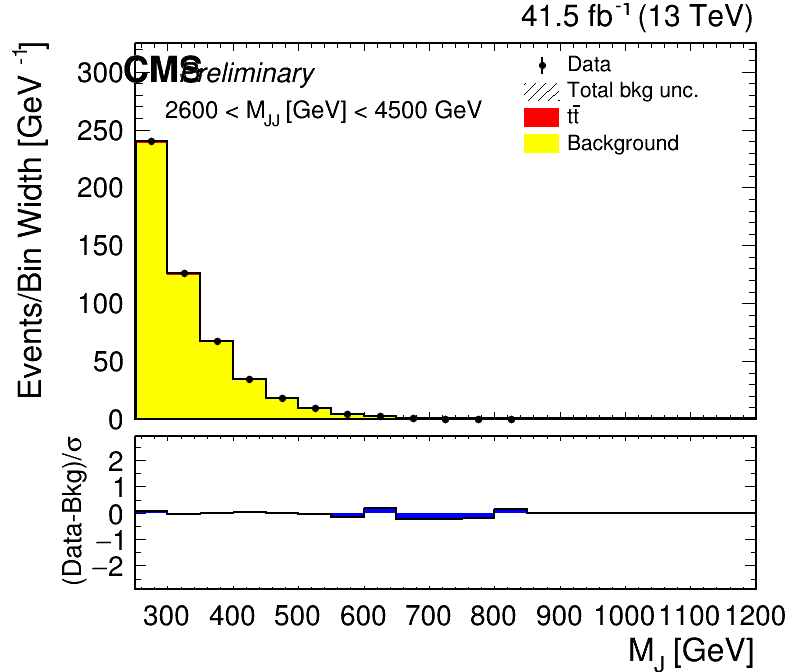 41.5 fb⁻¹ (13 TeV)
CMS Preliminary
2600 < M_JJ [GeV] < 4500 GeV
Data
Total bkg unc.
tt̄
Background
Events/Bin Width [GeV⁻¹]
300
250
200
150
100
50
0
(Data-Bkg)/σ
2
1
0
−1
−2
300 400 500 600 700 800 900 1000 1100 1200
M_J [GeV]